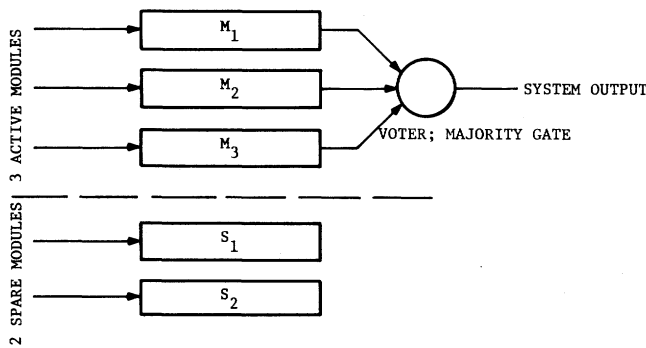 3 ACTIVE MODULES
M1
M2
M3
SYSTEM OUTPUT
VOTER; MAJORITY GATE
2 SPARE MODULES
S1
S2